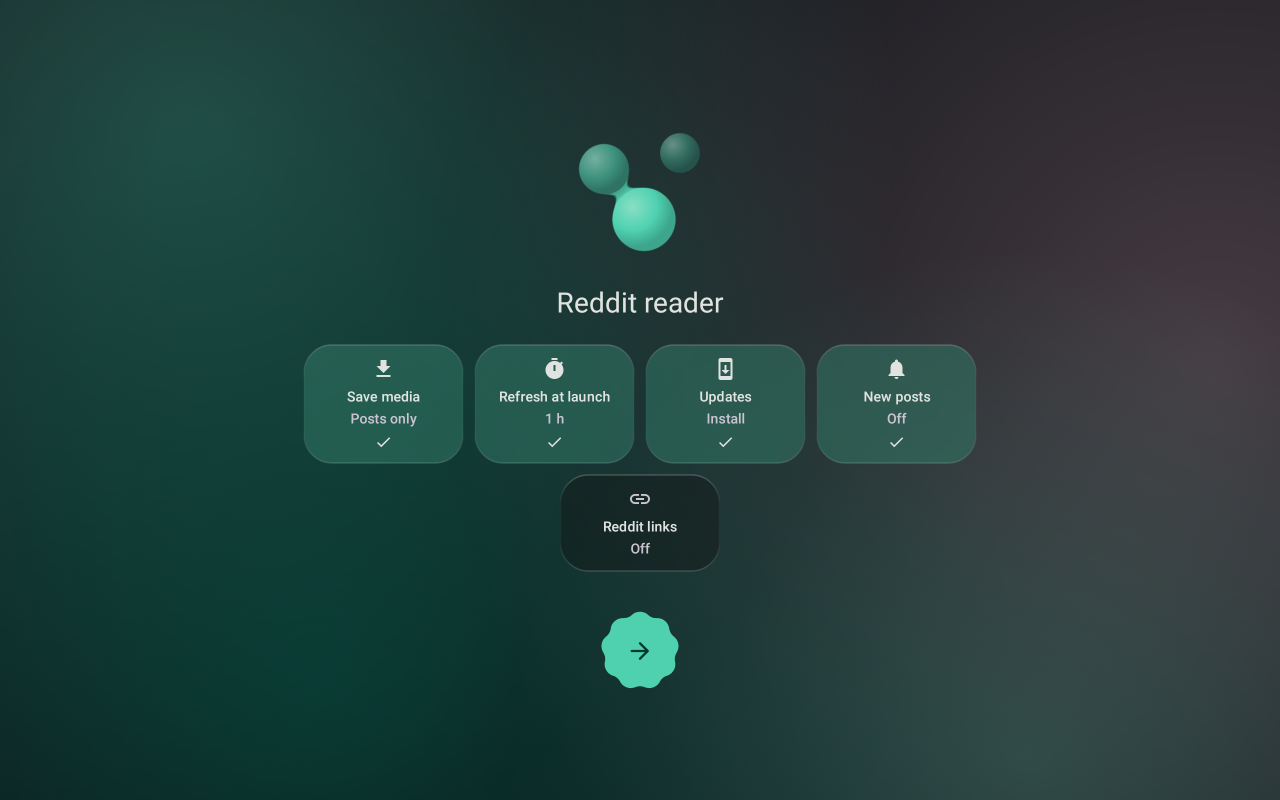 Reddit reader
Save media
Posts only
Refresh at launch
1 h
Updates
Install
New posts
Off
Reddit links
Off